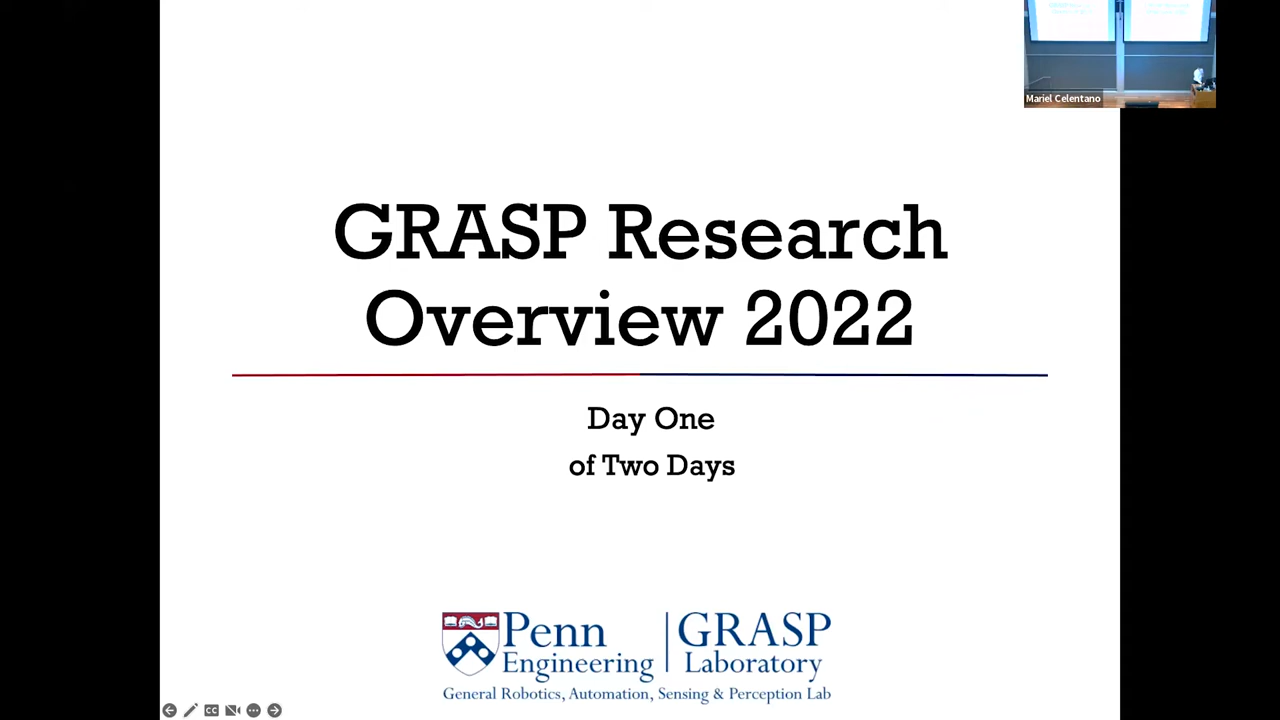 Mariel Celentano
GRASP Research
Overview 2022
Day One
of Two Days
Penn
Engineering
GRASP
Laboratory
General Robotics, Automation, Sensing & Perception Lab